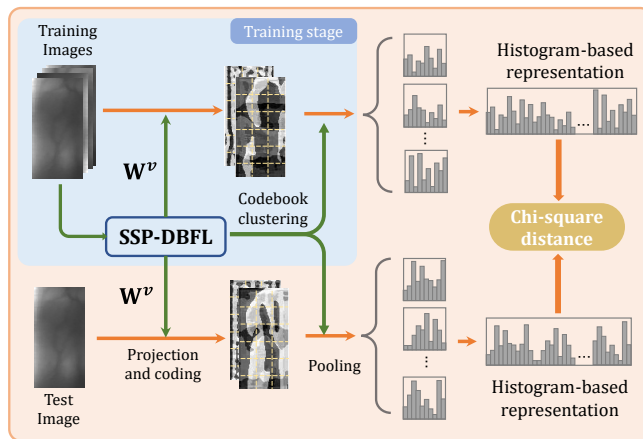 Training
Images
Training stage
Histogram-based
representation
W^v
Codebook
clustering
SSP-DBFL
Chi-square
distance
W^v
Projection
and coding
Pooling
Test
Image
Histogram-based
representation
...
...
...
...